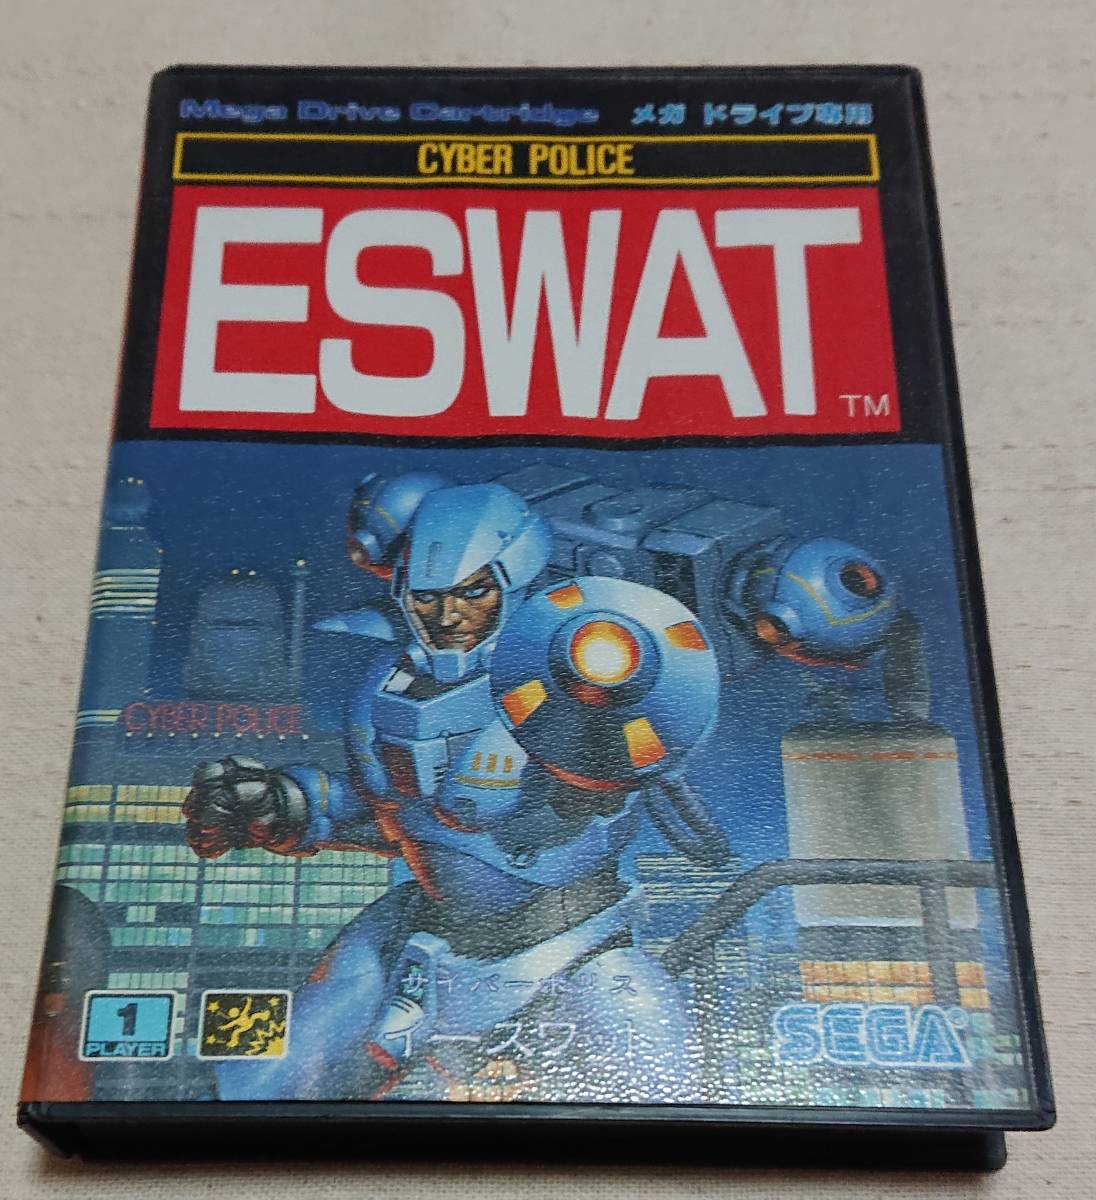 Mega Drive Cartridge メガドライブ専用
CYBER POLICE
ESWAT TM
CYBER POLICE
サイバーポリス
イースワット
1
PLAYER
SEGA®